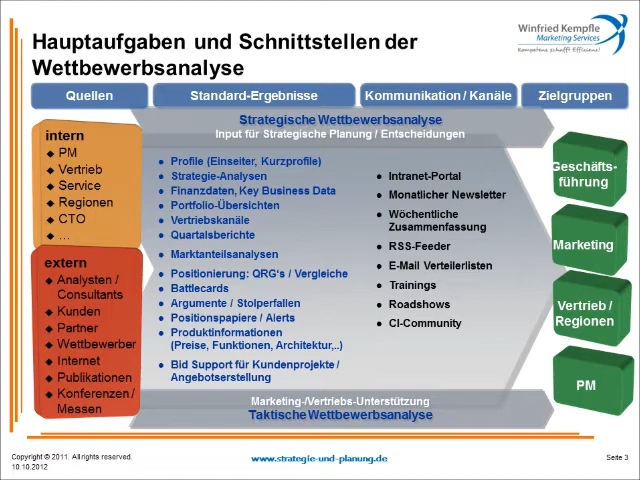 Winfried Kempfle
Marketing Services
Kompetenz schafft Effizienz!
Hauptaufgaben und Schnittstellen der
Wettbewerbsanalyse
Quellen
Standard-Ergebnisse
Kommunikation / Kanäle
Zielgruppen
Strategische Wettbewerbsanalyse
Input für Strategische Planung / Entscheidungen
intern
◆ PM
◆ Vertrieb
◆ Service
◆ Regionen
◆ CTO
◆ ...
extern
◆ Analysten /
Consultants
◆ Kunden
◆ Partner
◆ Wettbewerber
◆ Internet
◆ Publikationen
◆ Konferenzen /
Messen
● Profile (Einseiter, Kurzprofile)
● Strategie-Analysen
● Finanzdaten, Key Business Data
● Portfolio-Übersichten
● Vertriebskanäle
● Quartalsberichte
● Marktanteilsanalysen
● Positionierung: QRG‘s / Vergleiche
● Battlecards
● Argumente / Stolperfallen
● Positionspapiere / Alerts
● Produktinformationen
(Preise, Funktionen, Architektur,..)
● Bid Support für Kundenprojekte /
Angebotserstellung
● Intranet-Portal
● Monatlicher Newsletter
● Wöchentliche
Zusammenfassung
● RSS-Feeder
● E-Mail Verteilerlisten
● Trainings
● Roadshows
● CI-Community
Geschäfts-
führung
Marketing
Vertrieb /
Regionen
PM
Marketing-/Vertriebs-Unterstützung
Taktische Wettbewerbsanalyse
Copyright © 2011. All rights reserved.
10.10.2012
www.strategie-und-planung.de
Seite 3